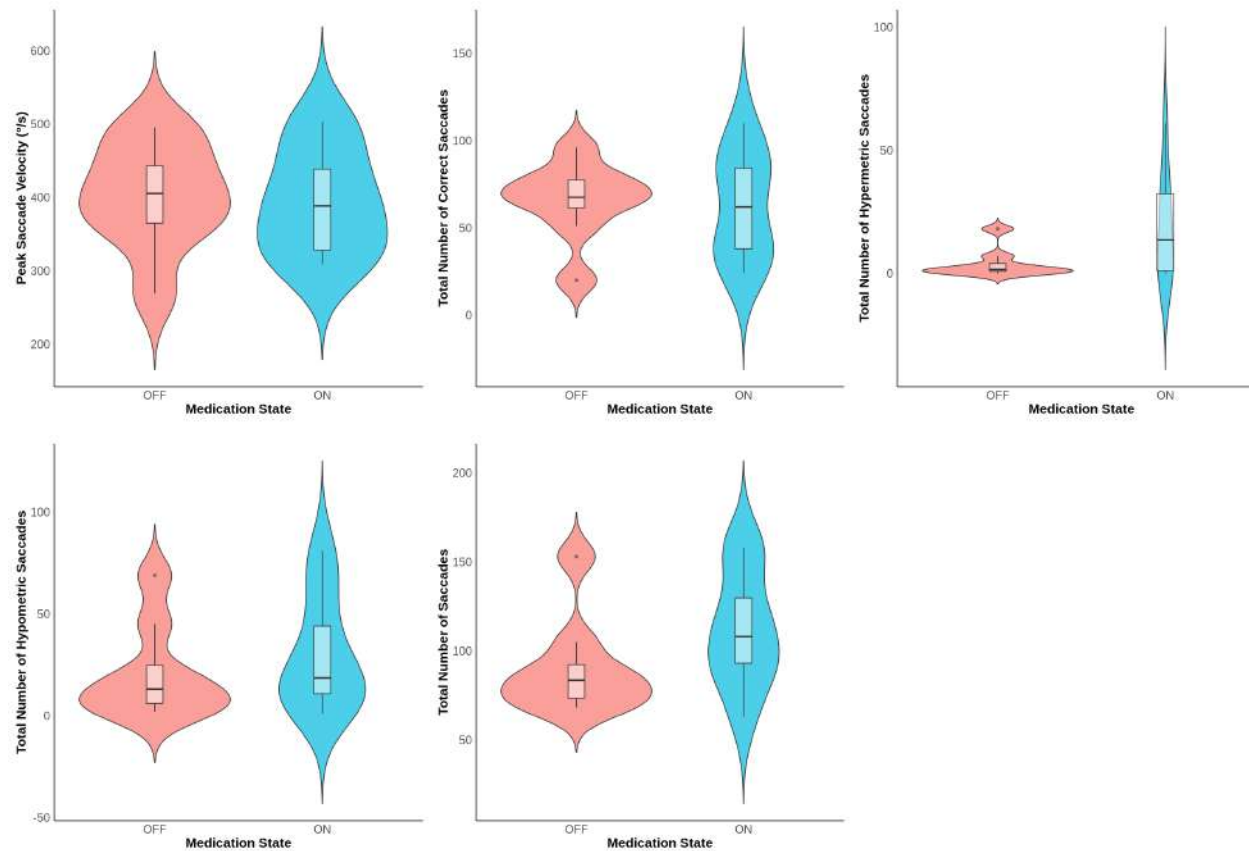 Peak Saccade Velocity (°/s)
600
500
400
300
200
OFF
ON
Medication State
Total Number of Correct Saccades
150
100
50
0
OFF
ON
Medication State
Total Number of Hypermetric Saccades
100
50
0
OFF
ON
Medication State
Total Number of Hypometric Saccades
100
50
0
-50
OFF
ON
Medication State
Total Number of Saccades
200
150
100
50
OFF
ON
Medication State